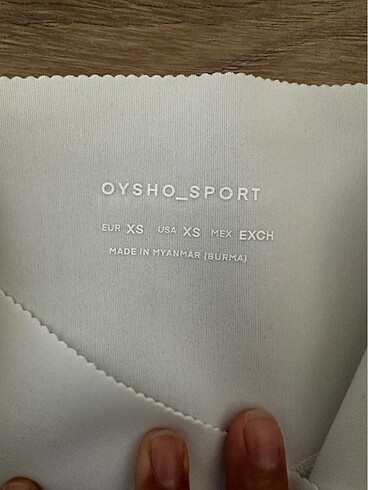 OYSHO_SPORT
EUR XS USA XS MEX EXCH
MADE IN MYANMAR (BURMA)